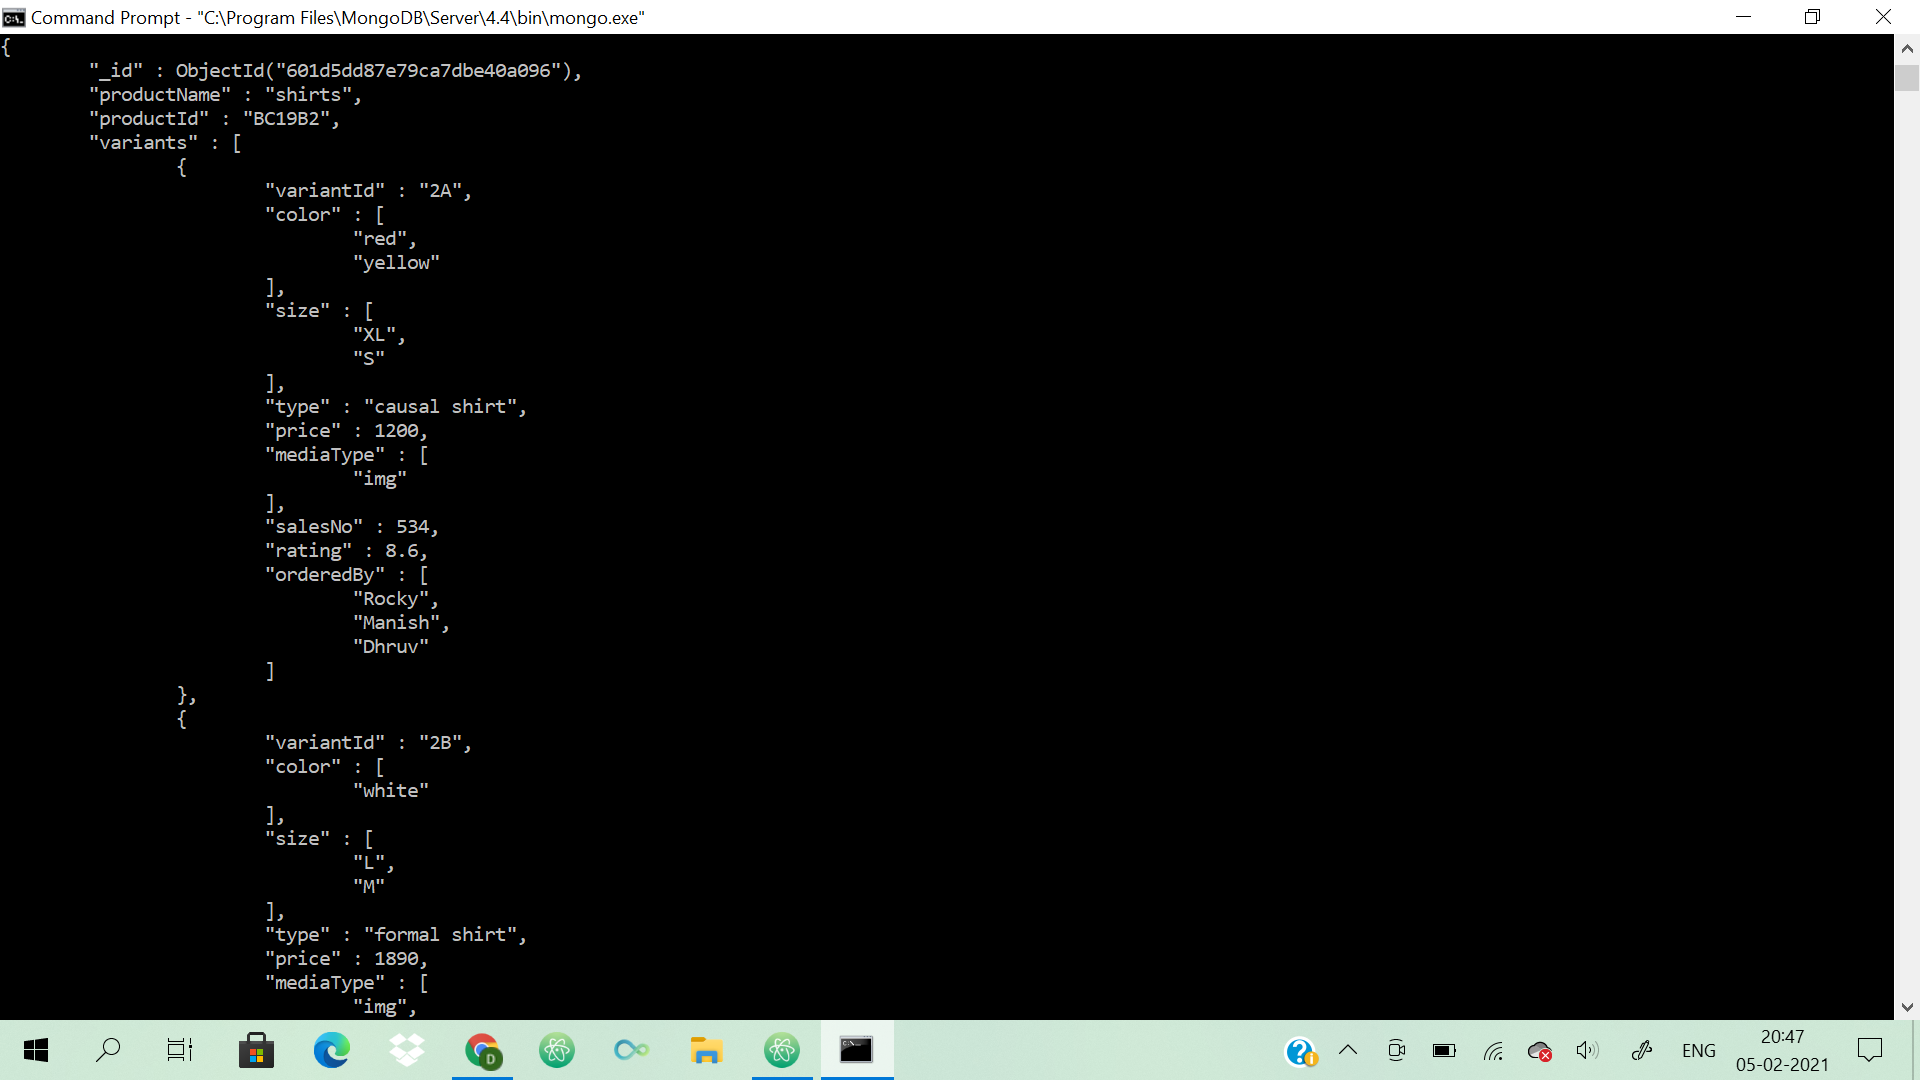 Command Prompt - "C:\Program Files\MongoDB\Server\4.4\bin\mongo.exe"
{
"_id" : ObjectId("601d5dd87e79ca7dbe40a096"),
"productName" : "shirts",
"productId" : "BC19B2",
"variants" : [
{
"variantId" : "2A",
"color" : [
"red",
"yellow"
],
"size" : [
"XL",
"S"
],
"type" : "causal shirt",
"price" : 1200,
"mediaType" : [
"img"
],
"salesNo" : 534,
"rating" : 8.6,
"orderedBy" : [
"Rocky",
"Manish",
"Dhruv"
]
},
{
"variantId" : "2B",
"color" : [
"white"
],
"size" : [
"L",
"M"
],
"type" : "formal shirt",
"price" : 1890,
"mediaType" : [
"img",
D
ENG
20:47
05-02-2021